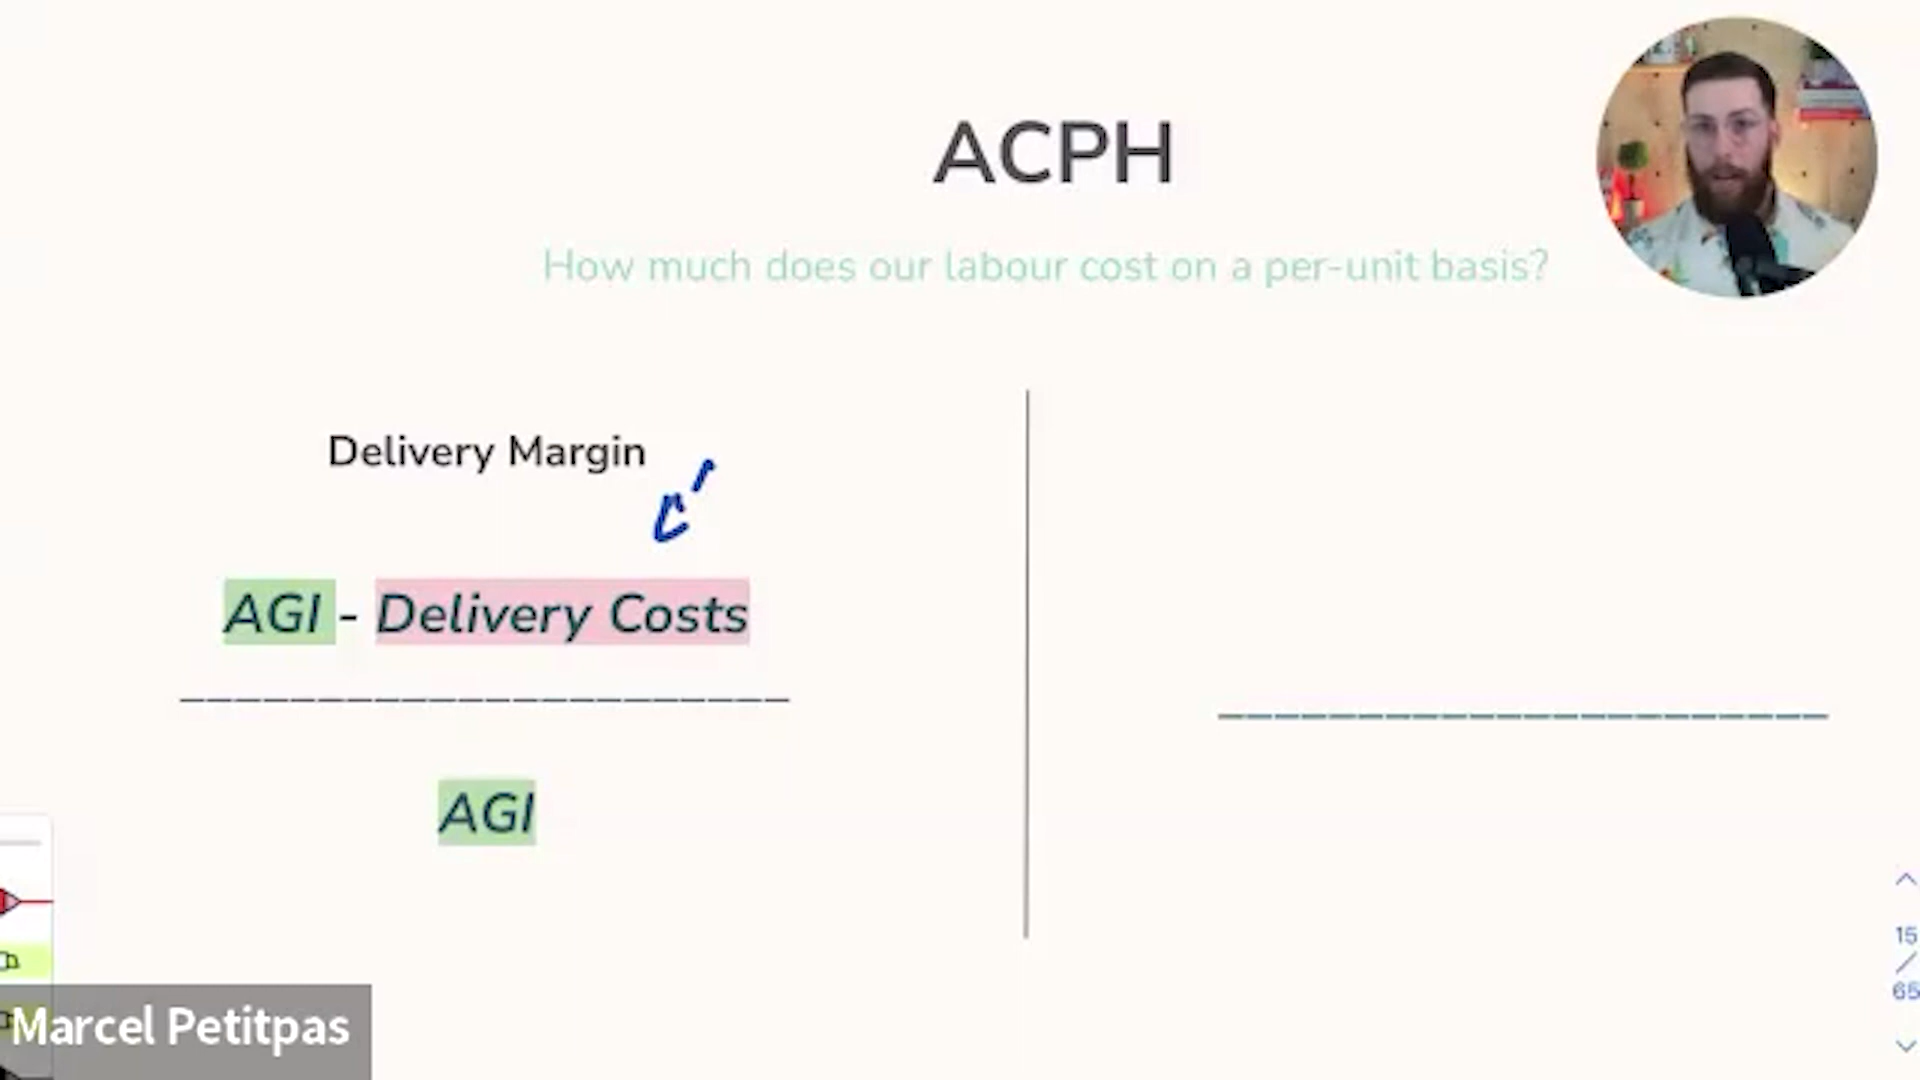 ACPH
How much does our labour cost on a per-unit basis?
Delivery Margin
AGI - Delivery Costs
AGI
15
/
65
Marcel Petitpas